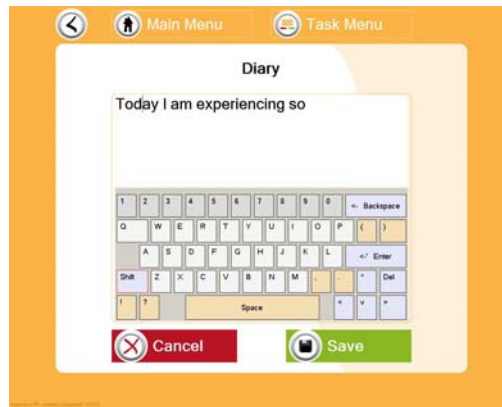 Main Menu Task Menu
Diary
Today I am experiencing so
1 2 3 4 5 6 7 8 9 0 <- Backspace
Q W E R T Y U I O P ( )
A S D F G H J K L <-' Enter
Shift Z X C V B N M , . ^ Del
! ? Space < v >
Cancel Save